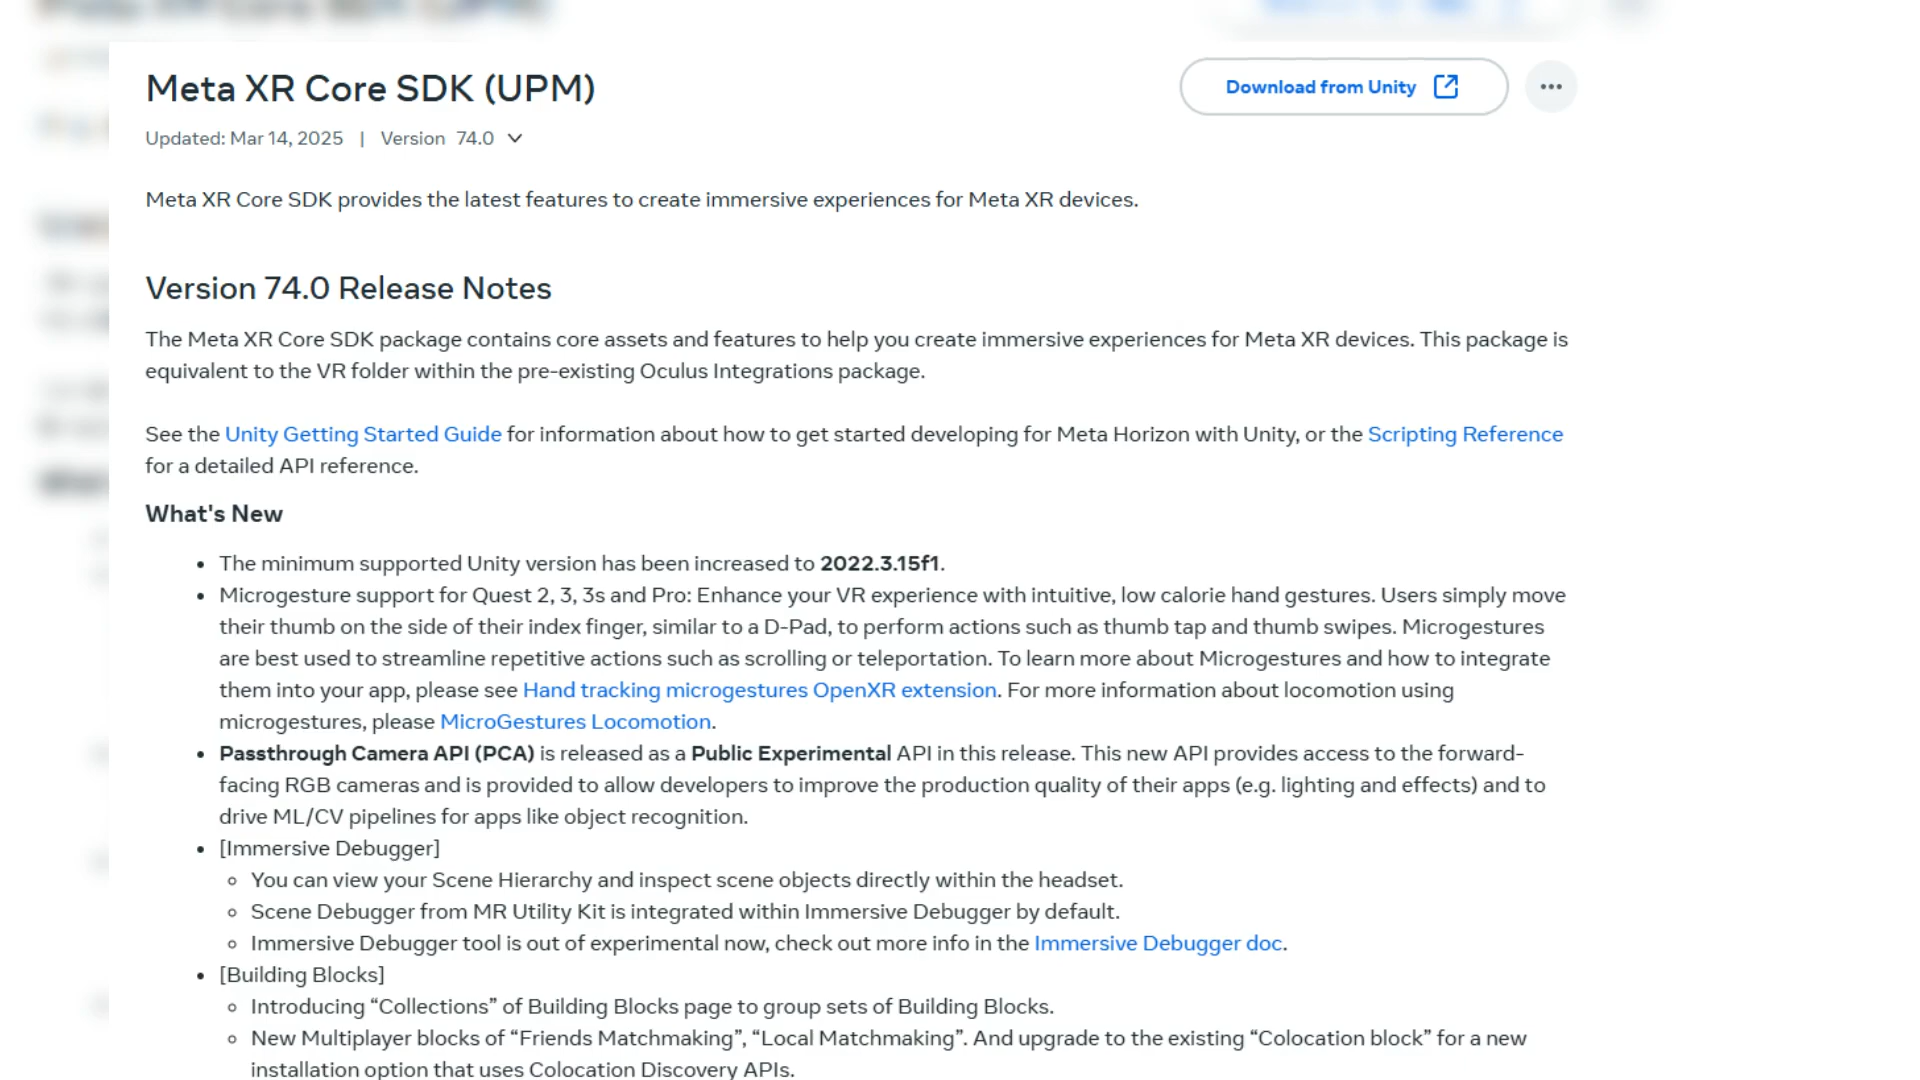 Meta XR Core SDK (UPM)
Download from Unity
Updated: Mar 14, 2025 | Version 74.0
Meta XR Core SDK provides the latest features to create immersive experiences for Meta XR devices.
Version 74.0 Release Notes
The Meta XR Core SDK package contains core assets and features to help you create immersive experiences for Meta XR devices. This package is
equivalent to the VR folder within the pre-existing Oculus Integrations package.
See the Unity Getting Started Guide for information about how to get started developing for Meta Horizon with Unity, or the Scripting Reference
for a detailed API reference.
What's New
• The minimum supported Unity version has been increased to 2022.3.15f1.
• Microgesture support for Quest 2, 3, 3s and Pro: Enhance your VR experience with intuitive, low calorie hand gestures. Users simply move
their thumb on the side of their index finger, similar to a D-Pad, to perform actions such as thumb tap and thumb swipes. Microgestures
are best used to streamline repetitive actions such as scrolling or teleportation. To learn more about Microgestures and how to integrate
them into your app, please see Hand tracking microgestures OpenXR extension. For more information about locomotion using
microgestures, please MicroGestures Locomotion.
• Passthrough Camera API (PCA) is released as a Public Experimental API in this release. This new API provides access to the forward-
facing RGB cameras and is provided to allow developers to improve the production quality of their apps (e.g. lighting and effects) and to
drive ML/CV pipelines for apps like object recognition.
• [Immersive Debugger]
◦ You can view your Scene Hierarchy and inspect scene objects directly within the headset.
◦ Scene Debugger from MR Utility Kit is integrated within Immersive Debugger by default.
◦ Immersive Debugger tool is out of experimental now, check out more info in the Immersive Debugger doc.
• [Building Blocks]
◦ Introducing “Collections” of Building Blocks page to group sets of Building Blocks.
◦ New Multiplayer blocks of “Friends Matchmaking”, “Local Matchmaking”. And upgrade to the existing “Colocation block” for a new
installation option that uses Colocation Discovery APIs.